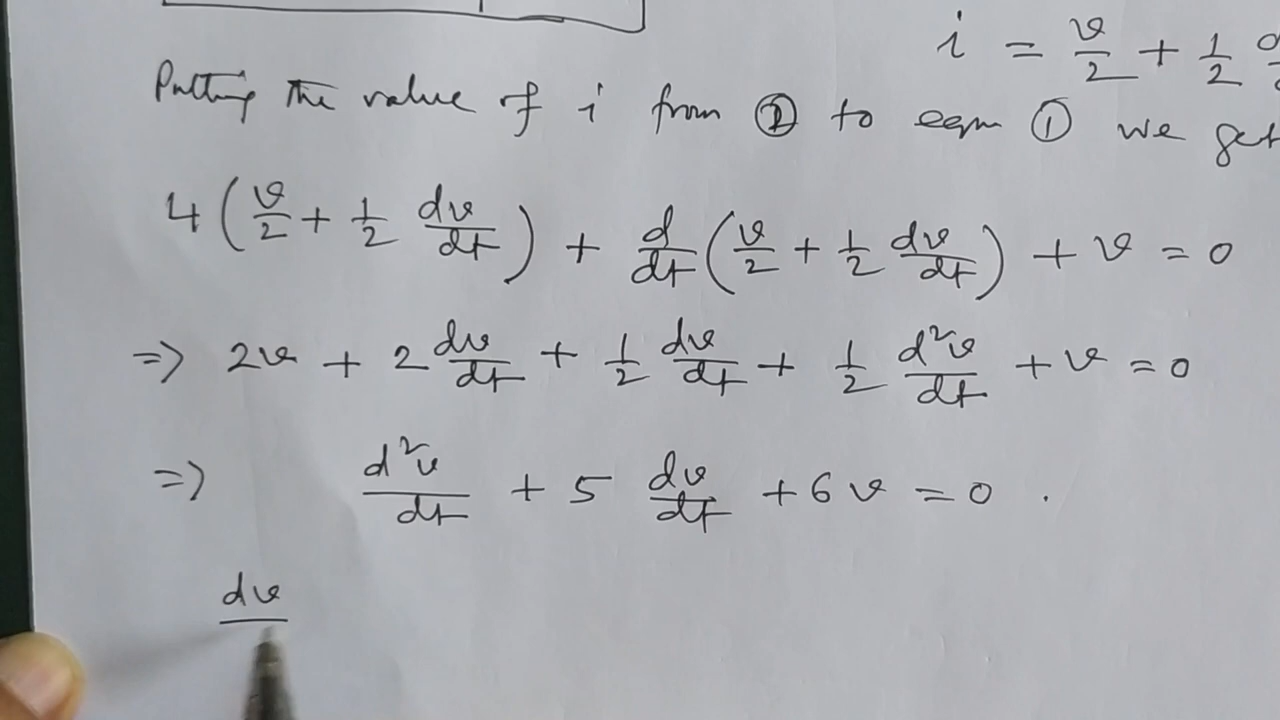 i = v/2 + 1/2 d
Putting the value of i from ② to eqn ① we get
4 (v/2 + 1/2 dv/dt) + d/dt (v/2 + 1/2 dv/dt) + v = 0
=> 2v + 2 dv/dt + 1/2 dv/dt + 1/2 d²v/dt + v = 0
=> d²v/dt + 5 dv/dt + 6v = 0 .
dv